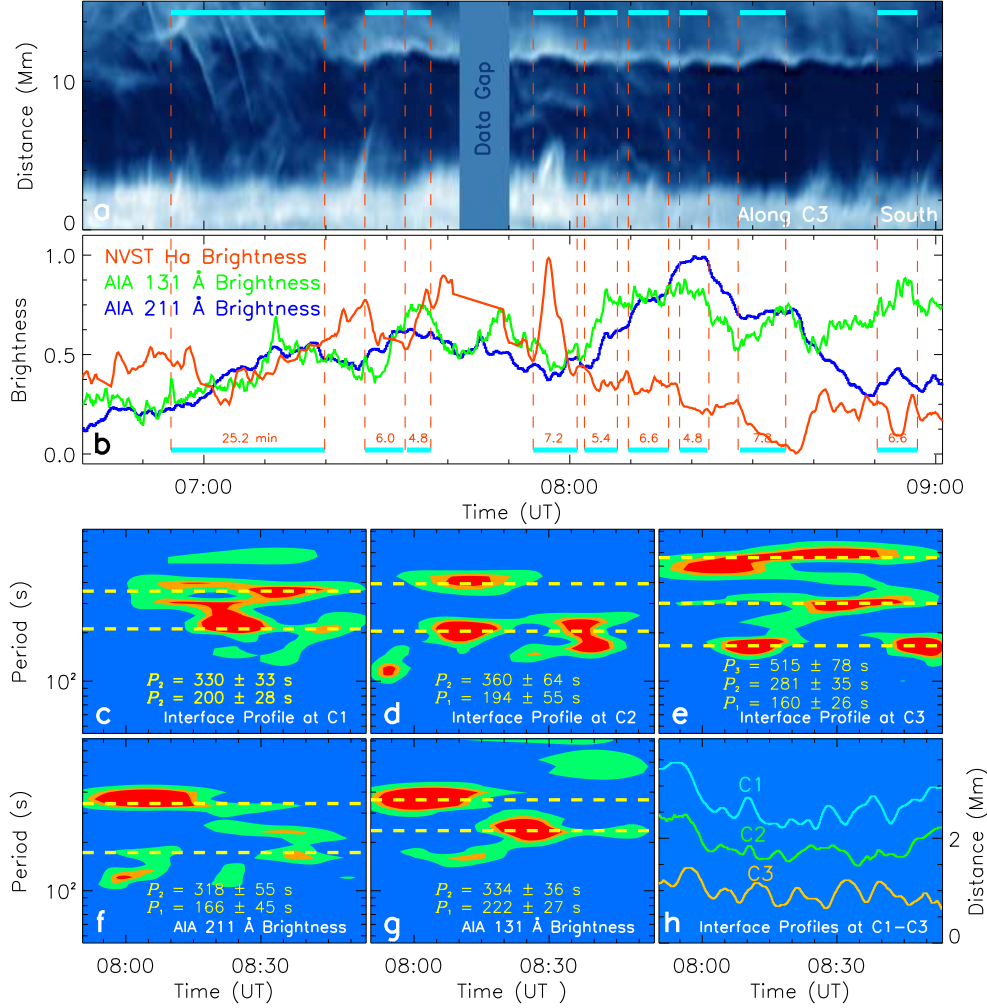 Distance (Mm)
10
0
Data Gap
a
Along C3
South
Brightness
1.0
0.5
0.0
NVST Ha Brightness
AIA 131 Å Brightness
AIA 211 Å Brightness
b
25.2 min
6.0
4.8
7.2
5.4
6.6
4.8
7.8
6.6
07:00
08:00
09:00
Time (UT)
Period (s)
10²
P₂ = 330 ± 33 s
P₂ = 200 ± 28 s
c
Interface Profile at C1
P₂ = 360 ± 64 s
P₁ = 194 ± 55 s
d
Interface Profile at C2
P₃ = 515 ± 78 s
P₂ = 281 ± 35 s
P₁ = 160 ± 26 s
e
Interface Profile at C3
Period (s)
10²
P₂ = 318 ± 55 s
P₁ = 166 ± 45 s
f
AIA 211 Å Brightness
P₂ = 334 ± 36 s
P₁ = 222 ± 27 s
g
AIA 131 Å Brightness
C1
C2
C3
h
Interface Profiles at C1−C3
2
0
Distance (Mm)
08:00
08:30
08:00
08:30
08:00
08:30
Time (UT)
Time (UT )
Time (UT)